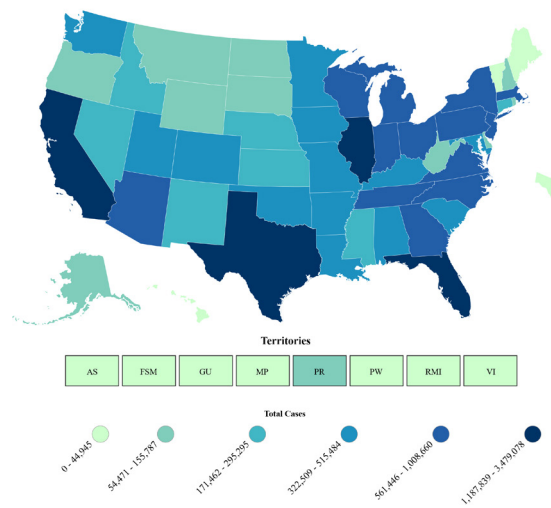 Territories
AS FSM GU MP PR PW RMI VI
Total Cases
0 - 44,945
54,471 - 155,787
171,462 - 295,295
322,509 - 515,484
561,446 - 1,008,660
1,187,839 - 3,479,078